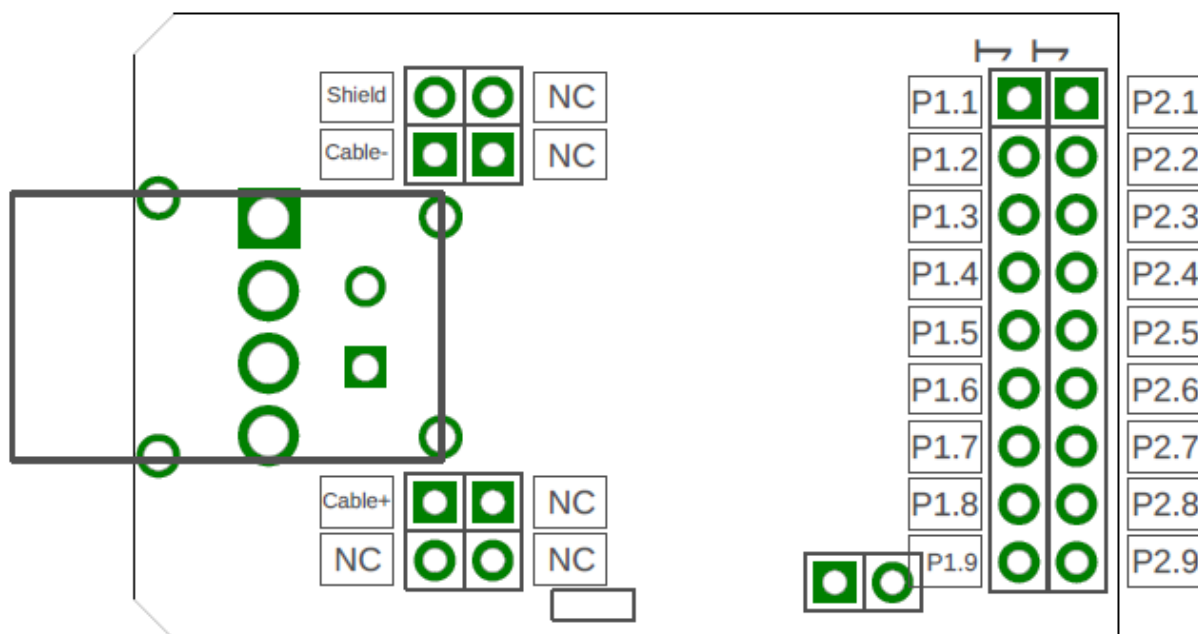 Shield NC
Cable- NC
Cable+ NC
NC NC
P1.1 P2.1
P1.2 P2.2
P1.3 P2.3
P1.4 P2.4
P1.5 P2.5
P1.6 P2.6
P1.7 P2.7
P1.8 P2.8
P1.9 P2.9